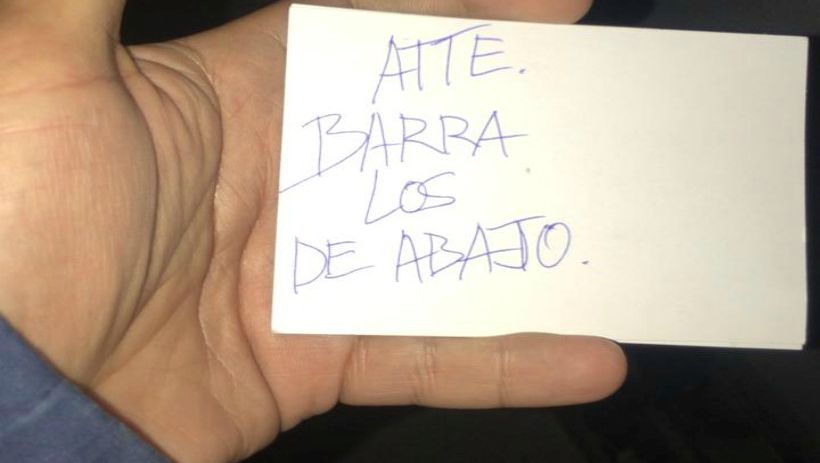 ATTE.
BARRA
LOS
DE ABAJO.